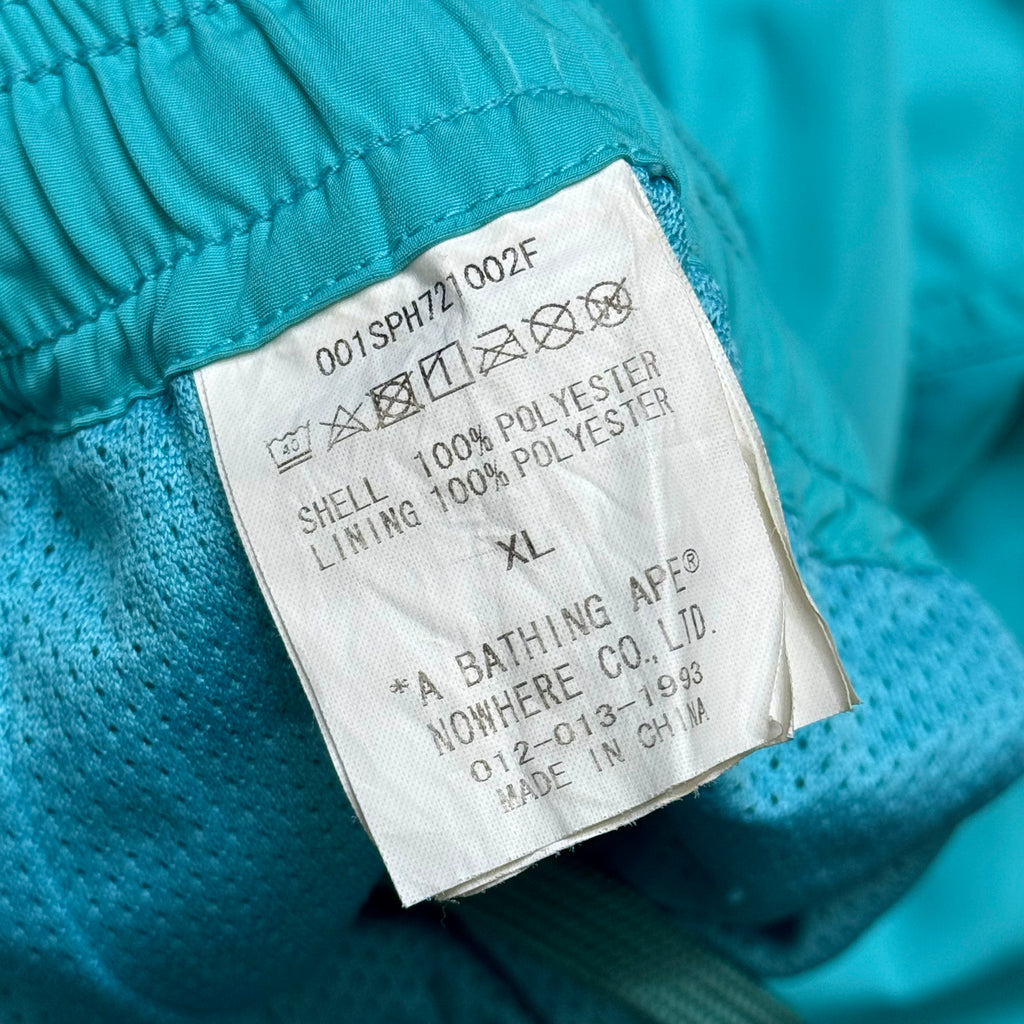 001SPH721002F
40
SHELL 100% POLYESTER
LINING 100% POLYESTER
XL
*A BATHING APE®
NOWHERE CO., LTD.
012-013-1993
MADE IN CHINA